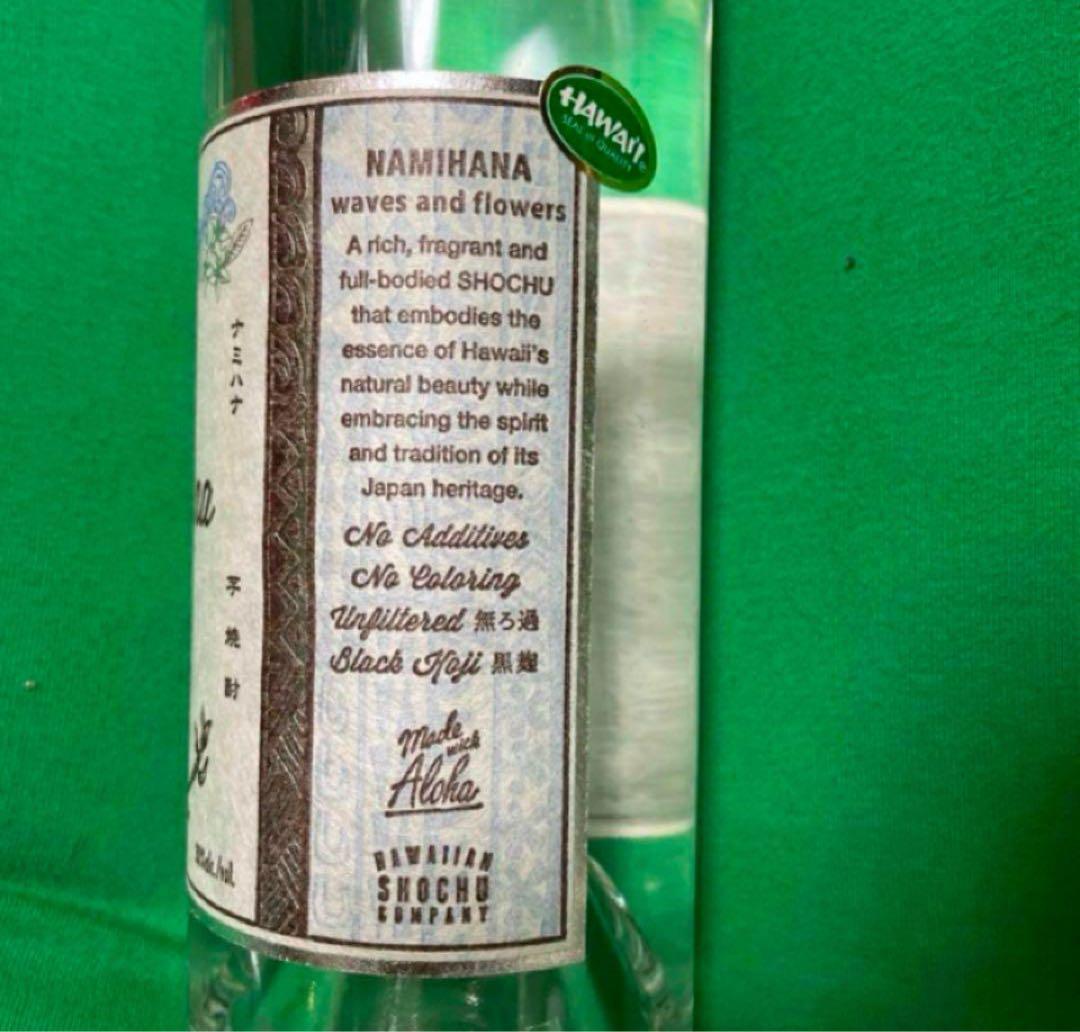 HAWAI'I
SEAL of QUALITY
NAMIHANA
waves and flowers
A rich, fragrant and
full-bodied SHOCHU
that embodies the
essence of Hawaii's
natural beauty while
embracing the spirit
and tradition of its
Japan heritage.
No Additives
No Coloring
Unfiltered 無ろ過
Black Koji 黒麹
Made
with
Aloha
HAWAIIAN
SHOCHU
COMPANY
ナミハナ
na
芋焼酎